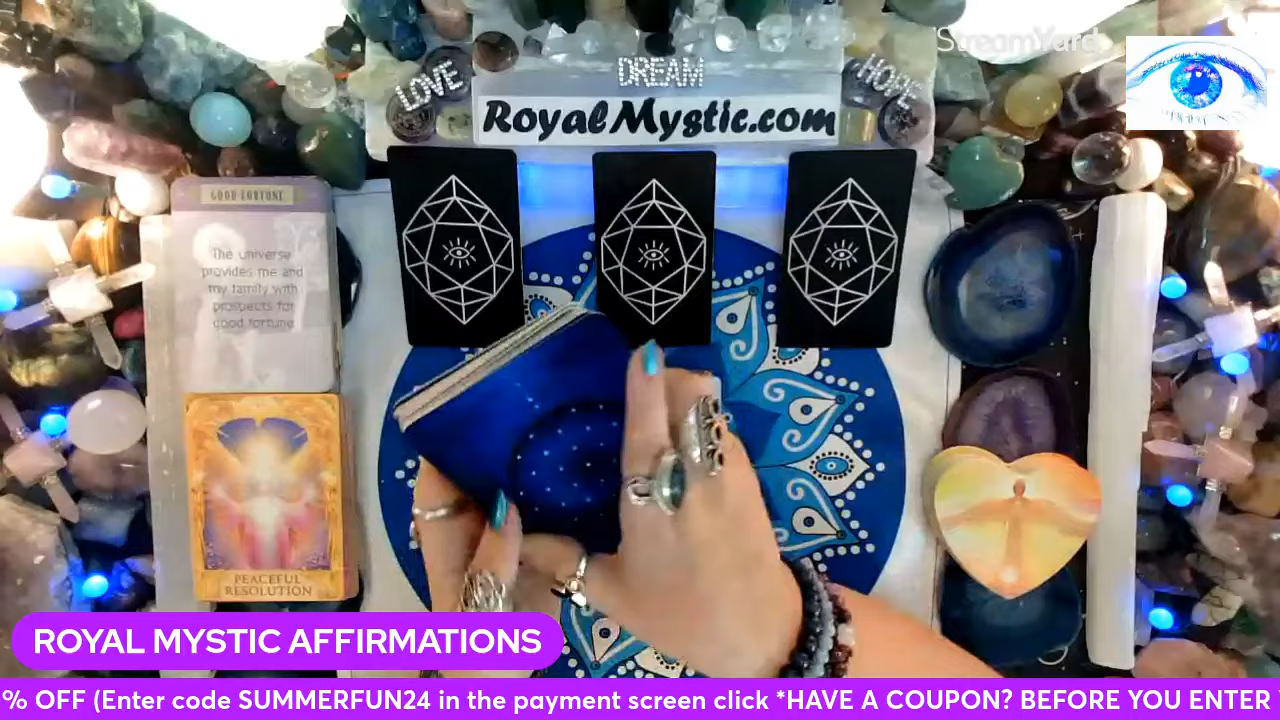 StreamYard
LOVE
DREAM
HOPE
RoyalMystic.com
GOOD FORTUNE
The universe
provides me and
my family with
prospects for
good fortune
PEACEFUL
RESOLUTION
ROYAL MYSTIC AFFIRMATIONS
% OFF (Enter code SUMMERFUN24 in the payment screen click *HAVE A COUPON? BEFORE YOU ENTER